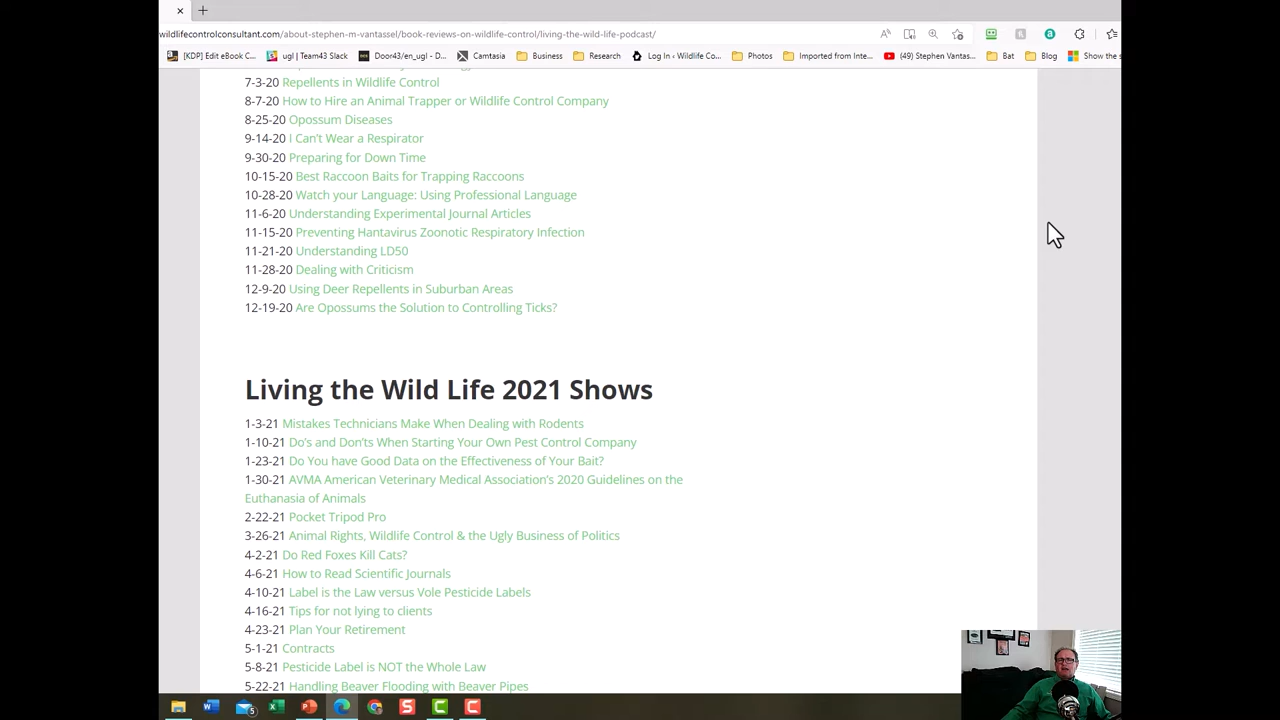 wildlifecontrolconsultant.com/about-stephen-m-vantassel/book-reviews-on-wildlife-control/living-the-wild-life-podcast/
[KDP] Edit eBook C... ugl | Team43 Slack Door43/en_ugl - D... Camtasia Business Research Log In ‹ Wildlife Co... Photos Imported from Inte... (49) Stephen Vantas... Bat Blog Show the s
7-3-20 Repellents in Wildlife Control
8-7-20 How to Hire an Animal Trapper or Wildlife Control Company
8-25-20 Opossum Diseases
9-14-20 I Can't Wear a Respirator
9-30-20 Preparing for Down Time
10-15-20 Best Raccoon Baits for Trapping Raccoons
10-28-20 Watch your Language: Using Professional Language
11-6-20 Understanding Experimental Journal Articles
11-15-20 Preventing Hantavirus Zoonotic Respiratory Infection
11-21-20 Understanding LD50
11-28-20 Dealing with Criticism
12-9-20 Using Deer Repellents in Suburban Areas
12-19-20 Are Opossums the Solution to Controlling Ticks?
Living the Wild Life 2021 Shows
1-3-21 Mistakes Technicians Make When Dealing with Rodents
1-10-21 Do's and Don'ts When Starting Your Own Pest Control Company
1-23-21 Do You have Good Data on the Effectiveness of Your Bait?
1-30-21 AVMA American Veterinary Medical Association's 2020 Guidelines on the
Euthanasia of Animals
2-22-21 Pocket Tripod Pro
3-26-21 Animal Rights, Wildlife Control & the Ugly Business of Politics
4-2-21 Do Red Foxes Kill Cats?
4-6-21 How to Read Scientific Journals
4-10-21 Label is the Law versus Vole Pesticide Labels
4-16-21 Tips for not lying to clients
4-23-21 Plan Your Retirement
5-1-21 Contracts
5-8-21 Pesticide Label is NOT the Whole Law
5-22-21 Handling Beaver Flooding with Beaver Pipes